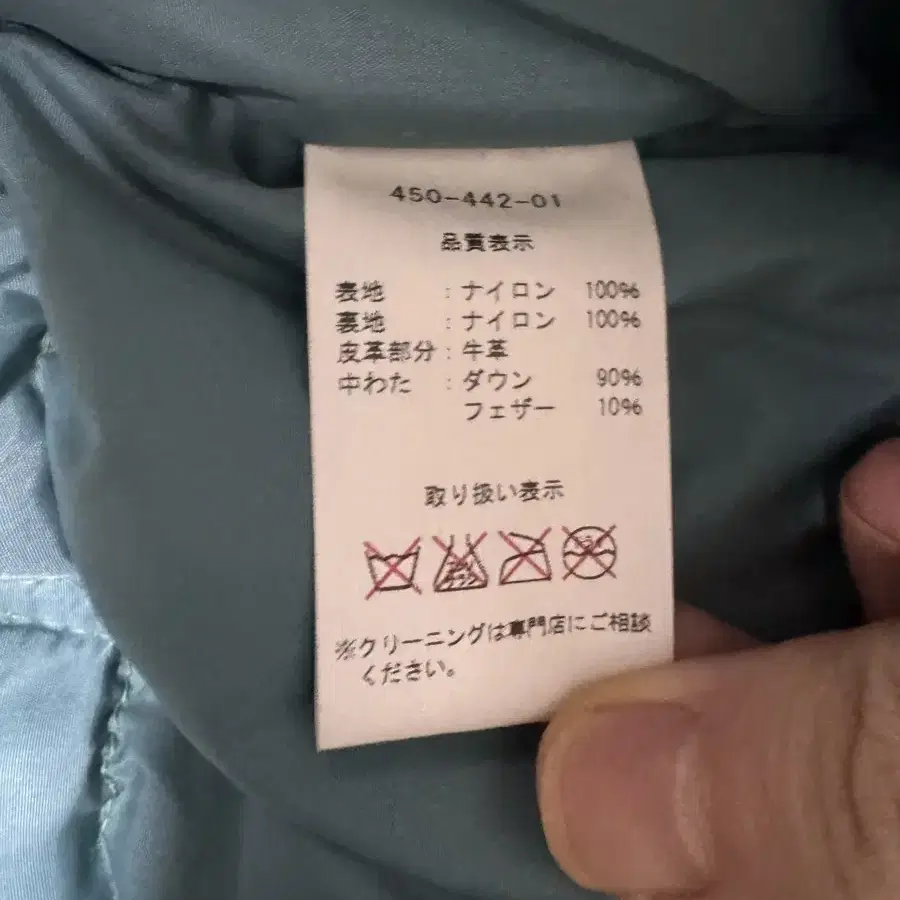 450-442-01
品質表示
表地 : ナイロン 100%
裏地 : ナイロン 100%
皮革部分 : 牛革
中わた : ダウン 90%
フェザー 10%
取り扱い表示
※クリーニングは専門店にご相談
ください。